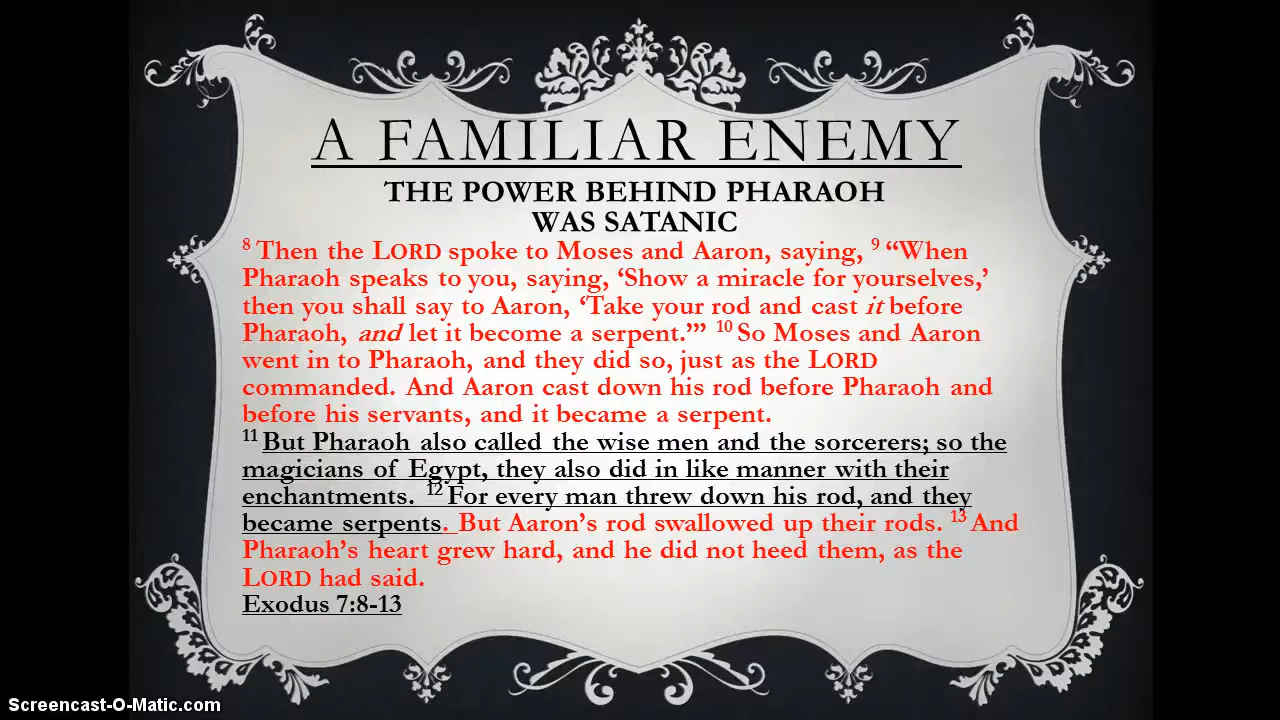 A FAMILIAR ENEMY
THE POWER BEHIND PHARAOH
WAS SATANIC
8 Then the LORD spoke to Moses and Aaron, saying, 9 “When
Pharaoh speaks to you, saying, ‘Show a miracle for yourselves,’
then you shall say to Aaron, ‘Take your rod and cast it before
Pharaoh, and let it become a serpent.’” 10 So Moses and Aaron
went in to Pharaoh, and they did so, just as the LORD
commanded. And Aaron cast down his rod before Pharaoh and
before his servants, and it became a serpent.
11 But Pharaoh also called the wise men and the sorcerers; so the
magicians of Egypt, they also did in like manner with their
enchantments. 12 For every man threw down his rod, and they
became serpents. But Aaron’s rod swallowed up their rods. 13 And
Pharaoh’s heart grew hard, and he did not heed them, as the
LORD had said.
Exodus 7:8-13
Screencast-O-Matic.com